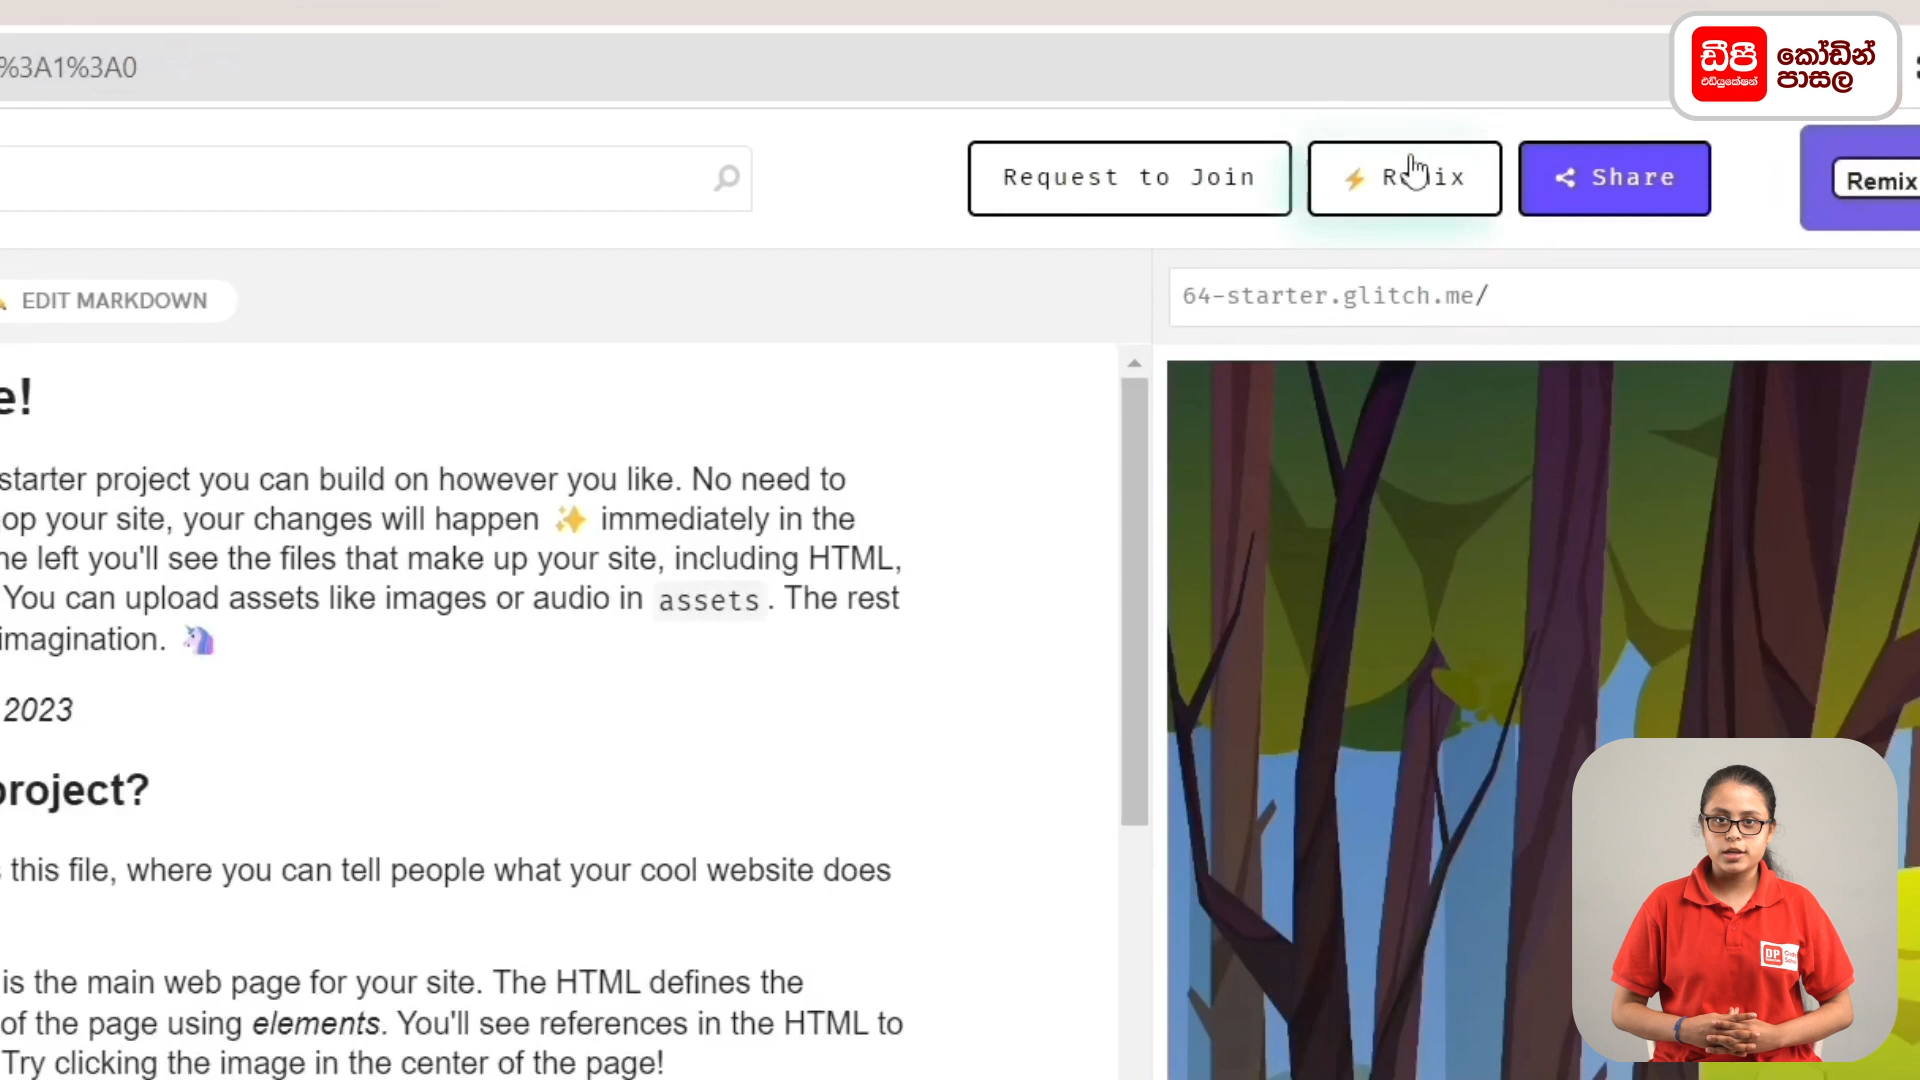 %3A1%3A0
ඩීපී
එඩියුකේෂන්
කෝඩින්
පාසල
Request to Join
⚡ Remix
Share
Remix
EDIT MARKDOWN
64-starter.glitch.me/
e!
starter project you can build on however you like. No need to
op your site, your changes will happen ✨ immediately in the
ne left you'll see the files that make up your site, including HTML,
You can upload assets like images or audio in assets. The rest
imagination. 🦄
2023
project?
this file, where you can tell people what your cool website does
is the main web page for your site. The HTML defines the
of the page using elements. You'll see references in the HTML to
Try clicking the image in the center of the page!
DP